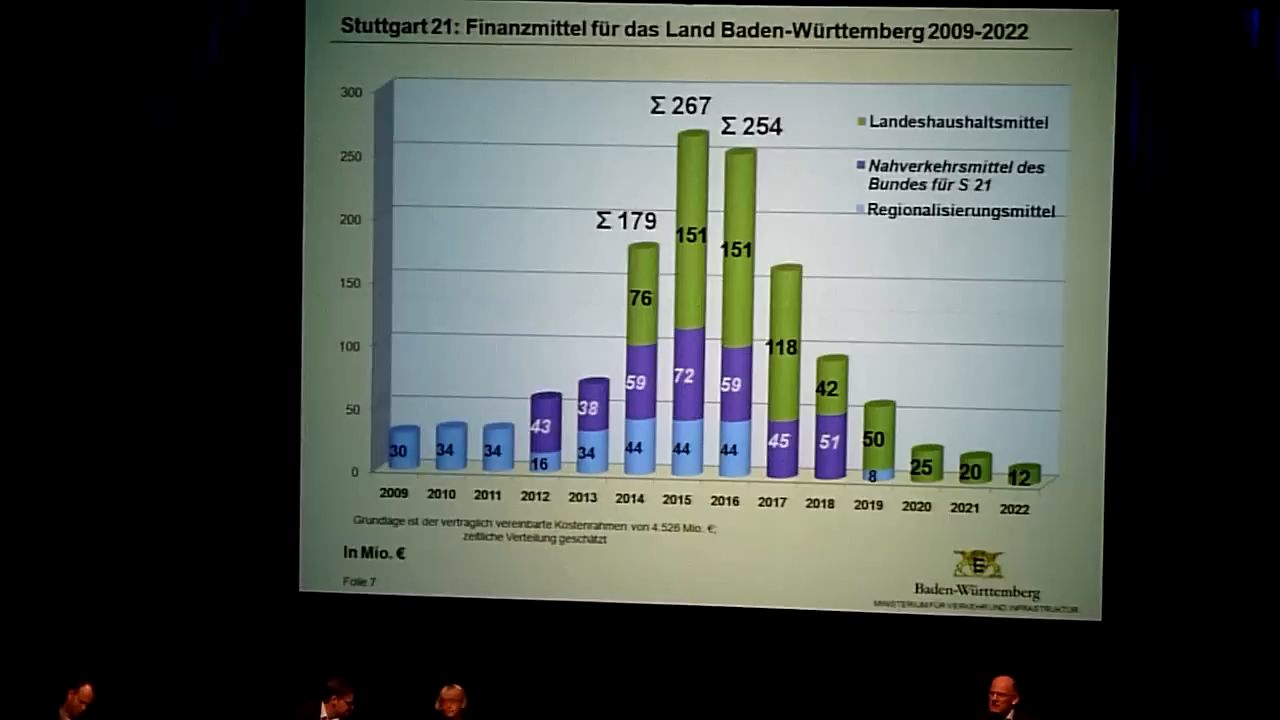 Stuttgart 21: Finanzmittel für das Land Baden-Württemberg 2009-2022
300
250
200
150
100
50
0
Σ 267
Σ 254
Σ 179
Landeshaushaltsmittel
Nahverkehrsmittel des
Bundes für S 21
Regionalisierungsmittel
151
151
76
118
59
72
59
42
38
43
45
51
50
30
34
34
16
34
44
44
44
8
25
20
12
2009 2010 2011 2012 2013 2014 2015 2016 2017 2018 2019 2020 2021 2022
Grundlage ist der vertraglich vereinbarte Kostenrahmen von 4.526 Mio. €;
zeitliche Verteilung geschätzt
In Mio. €
Folie 7
Baden-Württemberg
MINISTERIUM FÜR VERKEHR UND INFRASTRUKTUR